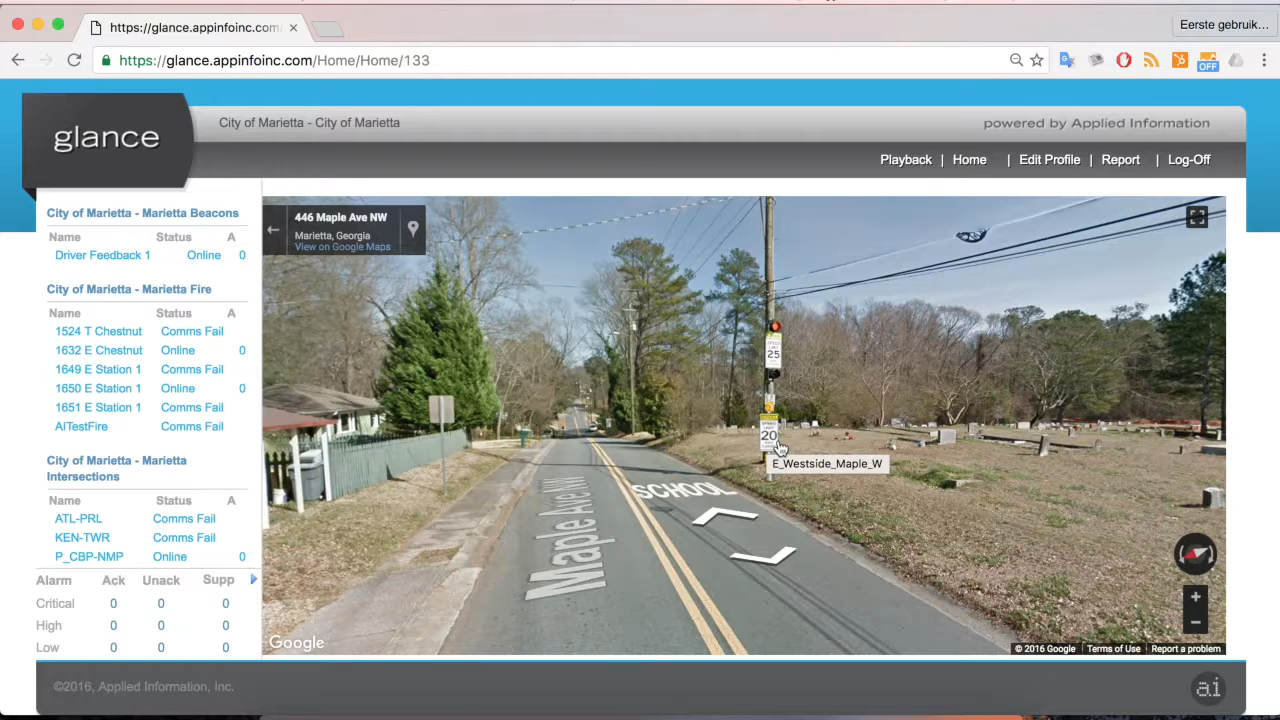 https://glance.appinfoinc.com
Eerste gebruik...
https://glance.appinfoinc.com/Home/Home/133
OFF
glance
City of Marietta - City of Marietta
powered by Applied Information
Playback | Home | Edit Profile | Report | Log-Off
City of Marietta - Marietta Beacons
Name Status A
Driver Feedback 1 Online 0
City of Marietta - Marietta Fire
Name Status A
1524 T Chestnut Comms Fail
1632 E Chestnut Online 0
1649 E Station 1 Comms Fail
1650 E Station 1 Online 0
1651 E Station 1 Comms Fail
AITestFire Comms Fail
City of Marietta - Marietta
Intersections
Name Status A
ATL-PRL Comms Fail
KEN-TWR Comms Fail
P_CBP-NMP Online 0
Alarm Ack Unack Supp
Critical 0 0 0
High 0 0 0
Low 0 0 0
446 Maple Ave NW
Marietta, Georgia
View on Google Maps
SPEED
LIMIT
25
SCHOOL
SPEED
LIMIT
20
E_Westside_Maple_W
SCHOOL
Maple Ave NW
Google
© 2016 Google Terms of Use Report a problem
©2016, Applied Information, Inc.
ai